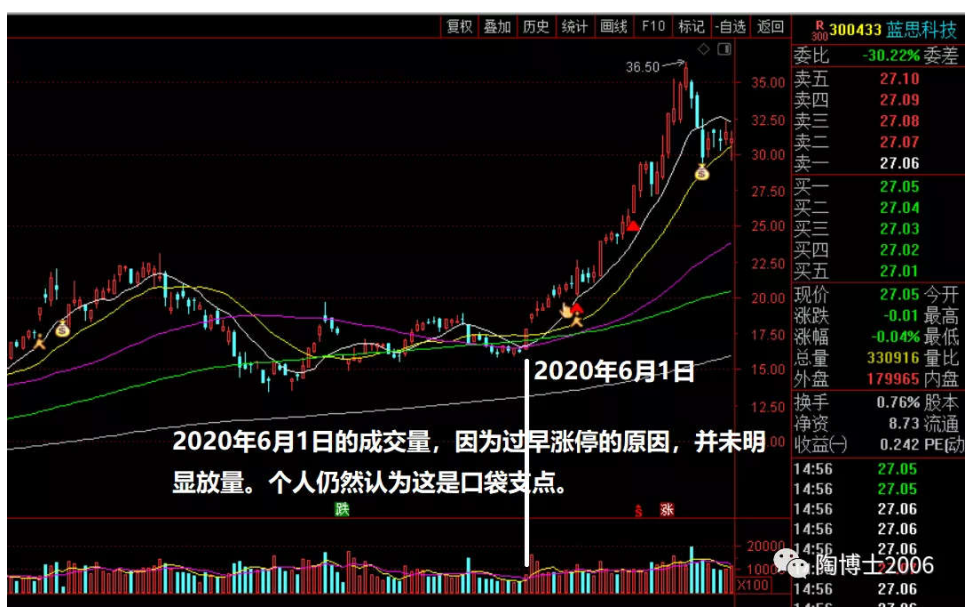 复权 叠加 历史 统计 画线 F10 标记 -自选 返回
R 300 300433 蓝思科技
委比 -30.22% 委差
卖五 27.10
卖四 27.09
卖三 27.08
卖二 27.07
卖一 27.06
买一 27.05
买二 27.04
买三 27.03
买四 27.02
买五 27.01
现价 27.05 今开
涨跌 -0.01 最高
涨幅 -0.04% 最低
总量 330916 量比
外盘 179965 内盘
换手 0.76% 股本
净资 8.73 流通
收益(一) 0.242 PE(动
14:56 27.05
14:56 27.05
14:56 27.06
14:56 27.06
14:56 27.06
14:56
14:56 27.06
36.50
35.00
32.50
30.00
27.50
25.00
22.50
20.00
17.50
15.00
12.50
2020年6月1日
2020年6月1日的成交量，因为过早涨停的原因，并未明
显放量。个人仍然认为这是口袋支点。
跌
涨
20000
10000
X100
陶博士2006